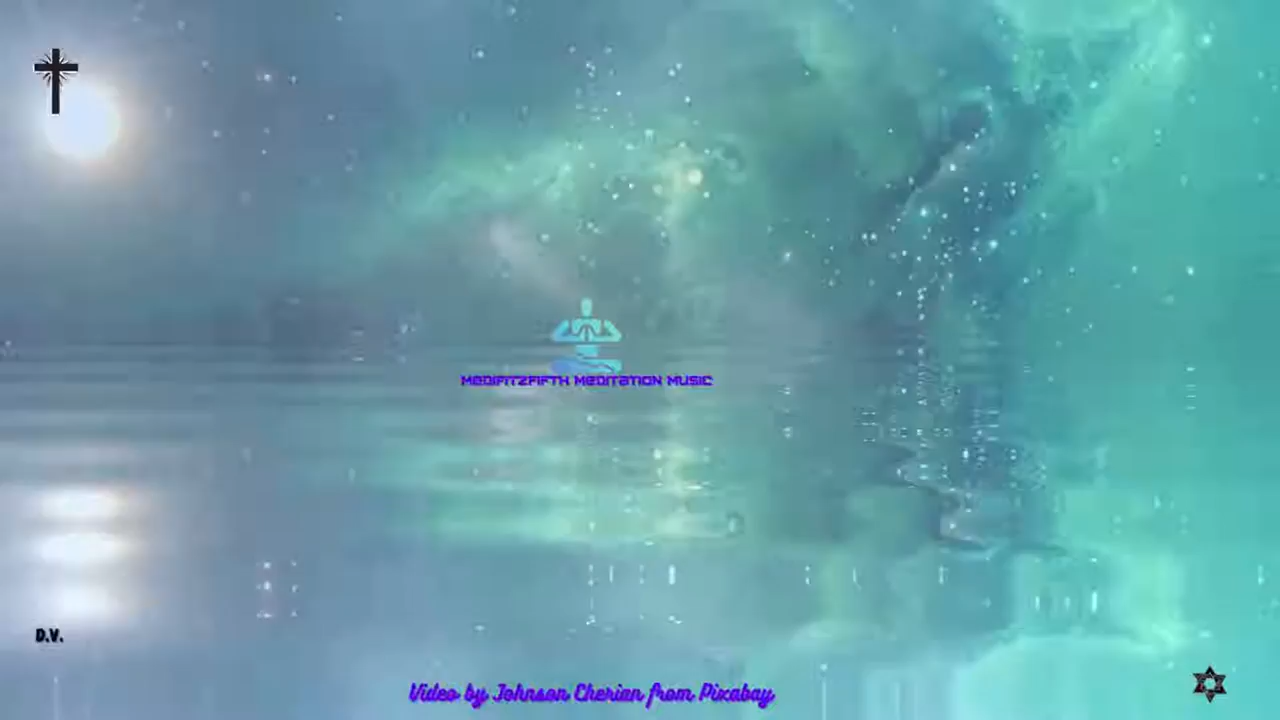 MEDIFITZFIFTH MEDITATION MUSIC
D.V.
Video by Johnson Cherian from Pixabay